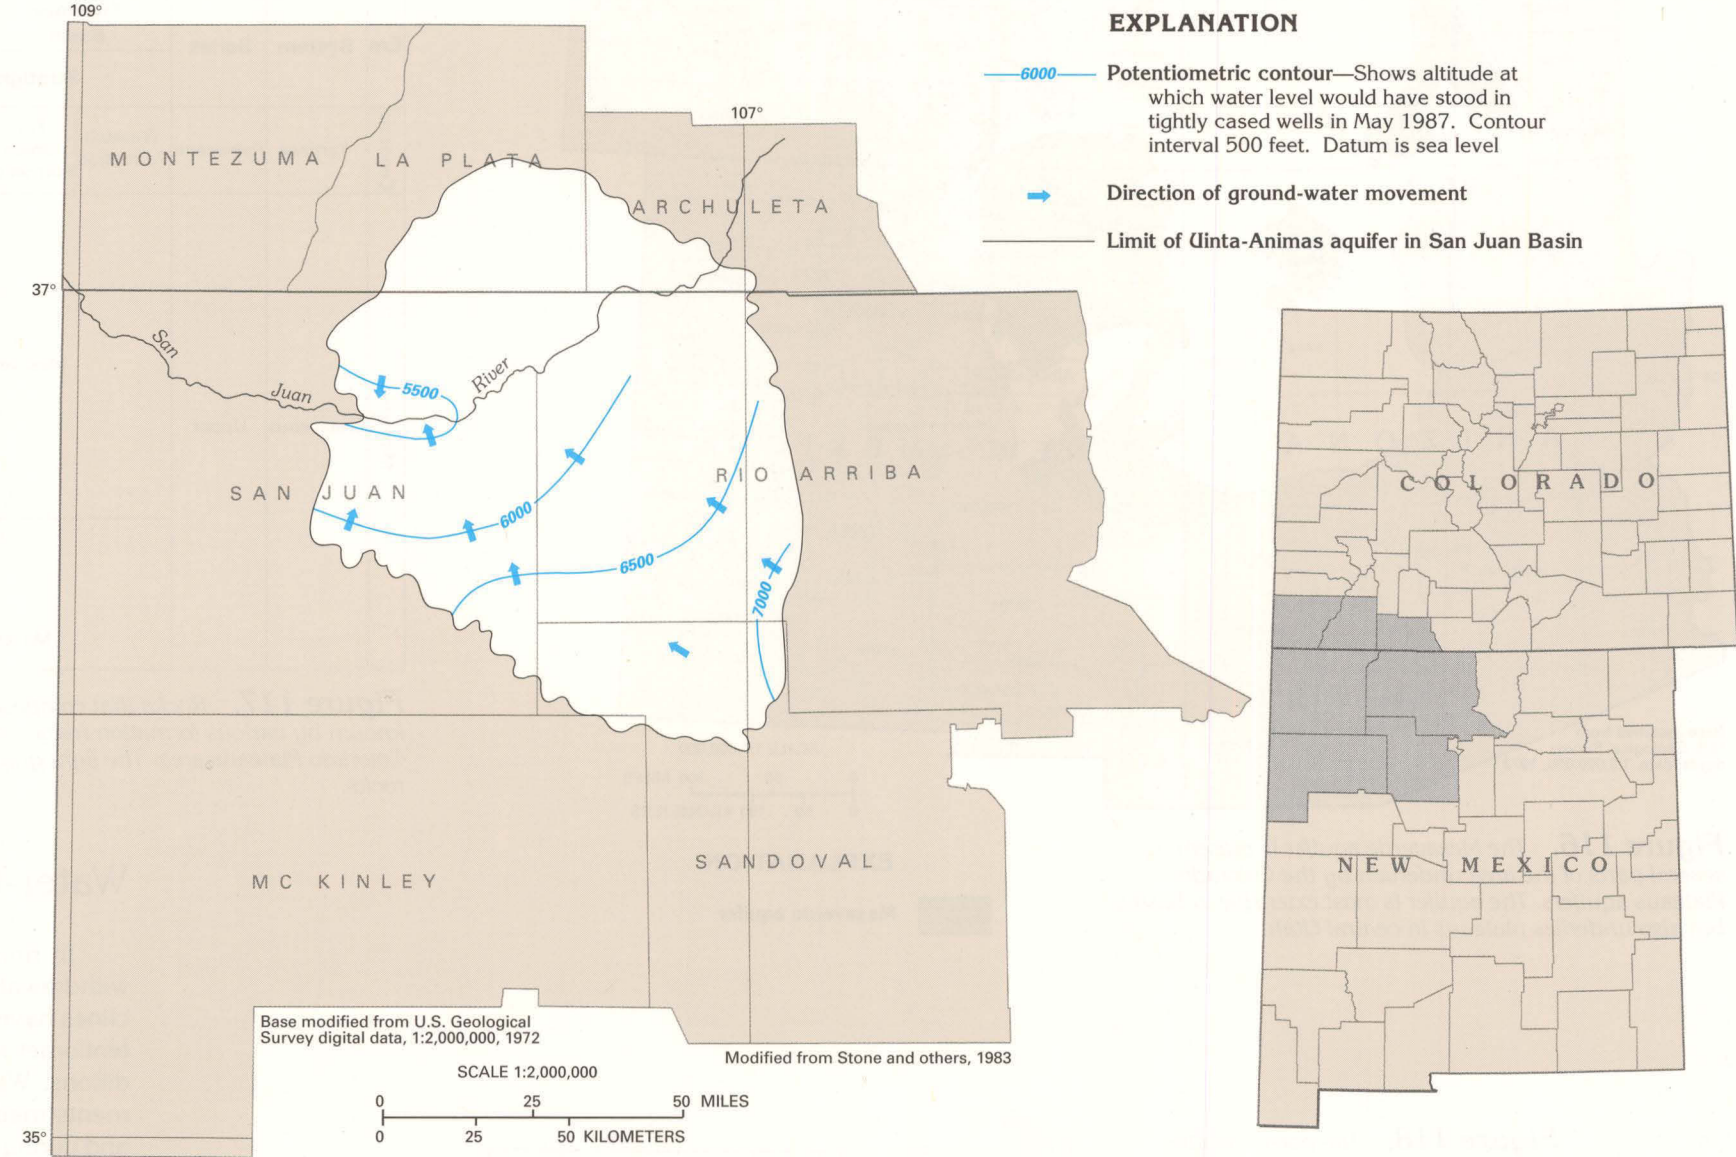 109°
EXPLANATION
6000
Potentiometric contour—Shows altitude at
which water level would have stood in
tightly cased wells in May 1987. Contour
interval 500 feet. Datum is sea level
Direction of ground-water movement
Limit of Uinta-Animas aquifer in San Juan Basin
107°
MONTEZUMA
LA PLATA
ARCHULETA
37°
San
Juan
River
5500
SAN JUAN
RIO ARRIBA
6000
6500
7000
COLORADO
NEW MEXICO
MC KINLEY
SANDOVAL
Base modified from U.S. Geological
Survey digital data, 1:2,000,000, 1972
Modified from Stone and others, 1983
SCALE 1:2,000,000
0 25 50 MILES
0 25 50 KILOMETERS
35°